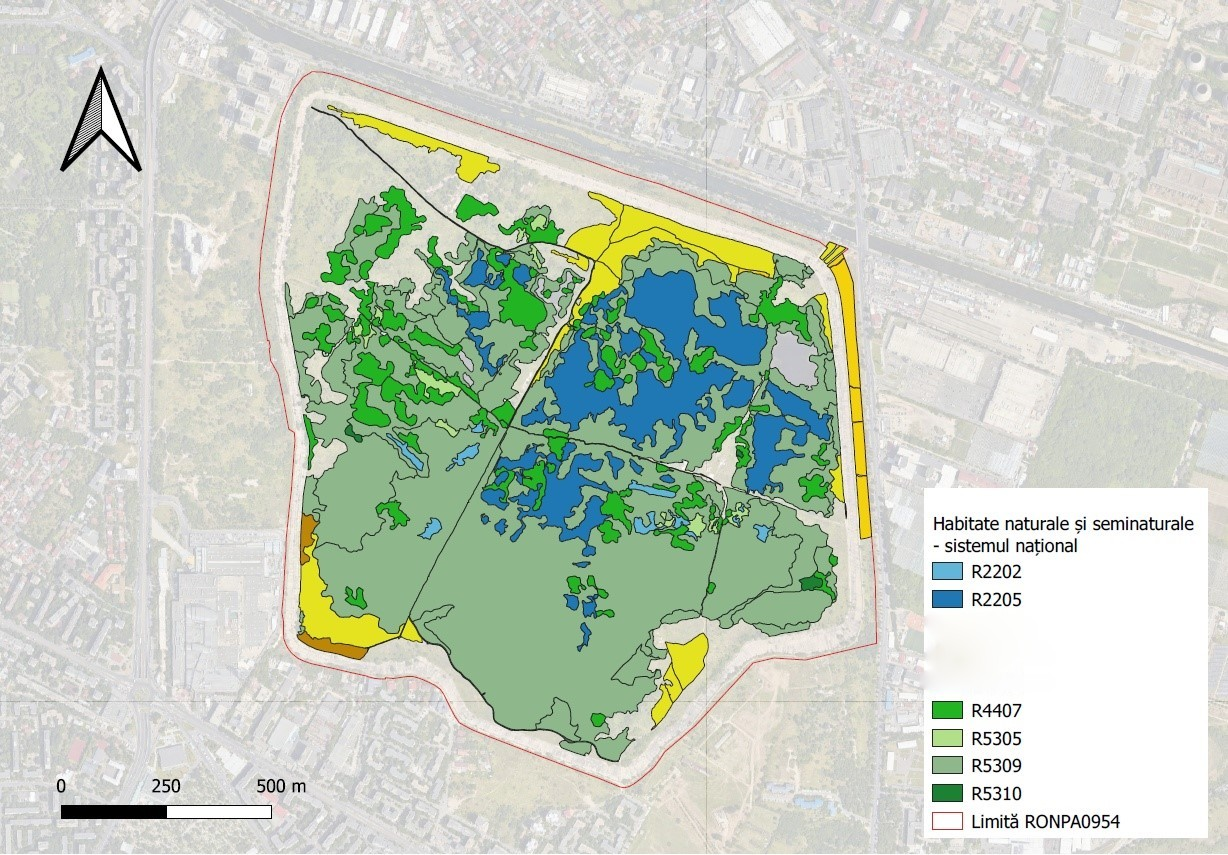 Habitate naturale și seminaturale
- sistemul național
R2202
R2205
R4407
R5305
R5309
R5310
Limită RONPA0954
0 250 500 m